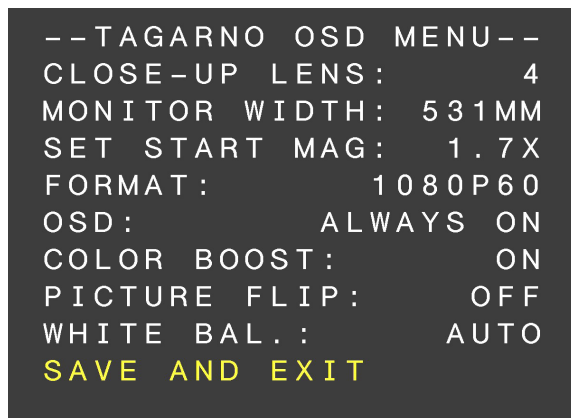 --TAGARNO OSD MENU--
CLOSE-UP LENS: 4
MONITOR WIDTH: 531MM
SET START MAG: 1.7X
FORMAT: 1080P60
OSD: ALWAYS ON
COLOR BOOST: ON
PICTURE FLIP: OFF
WHITE BAL.: AUTO
SAVE AND EXIT